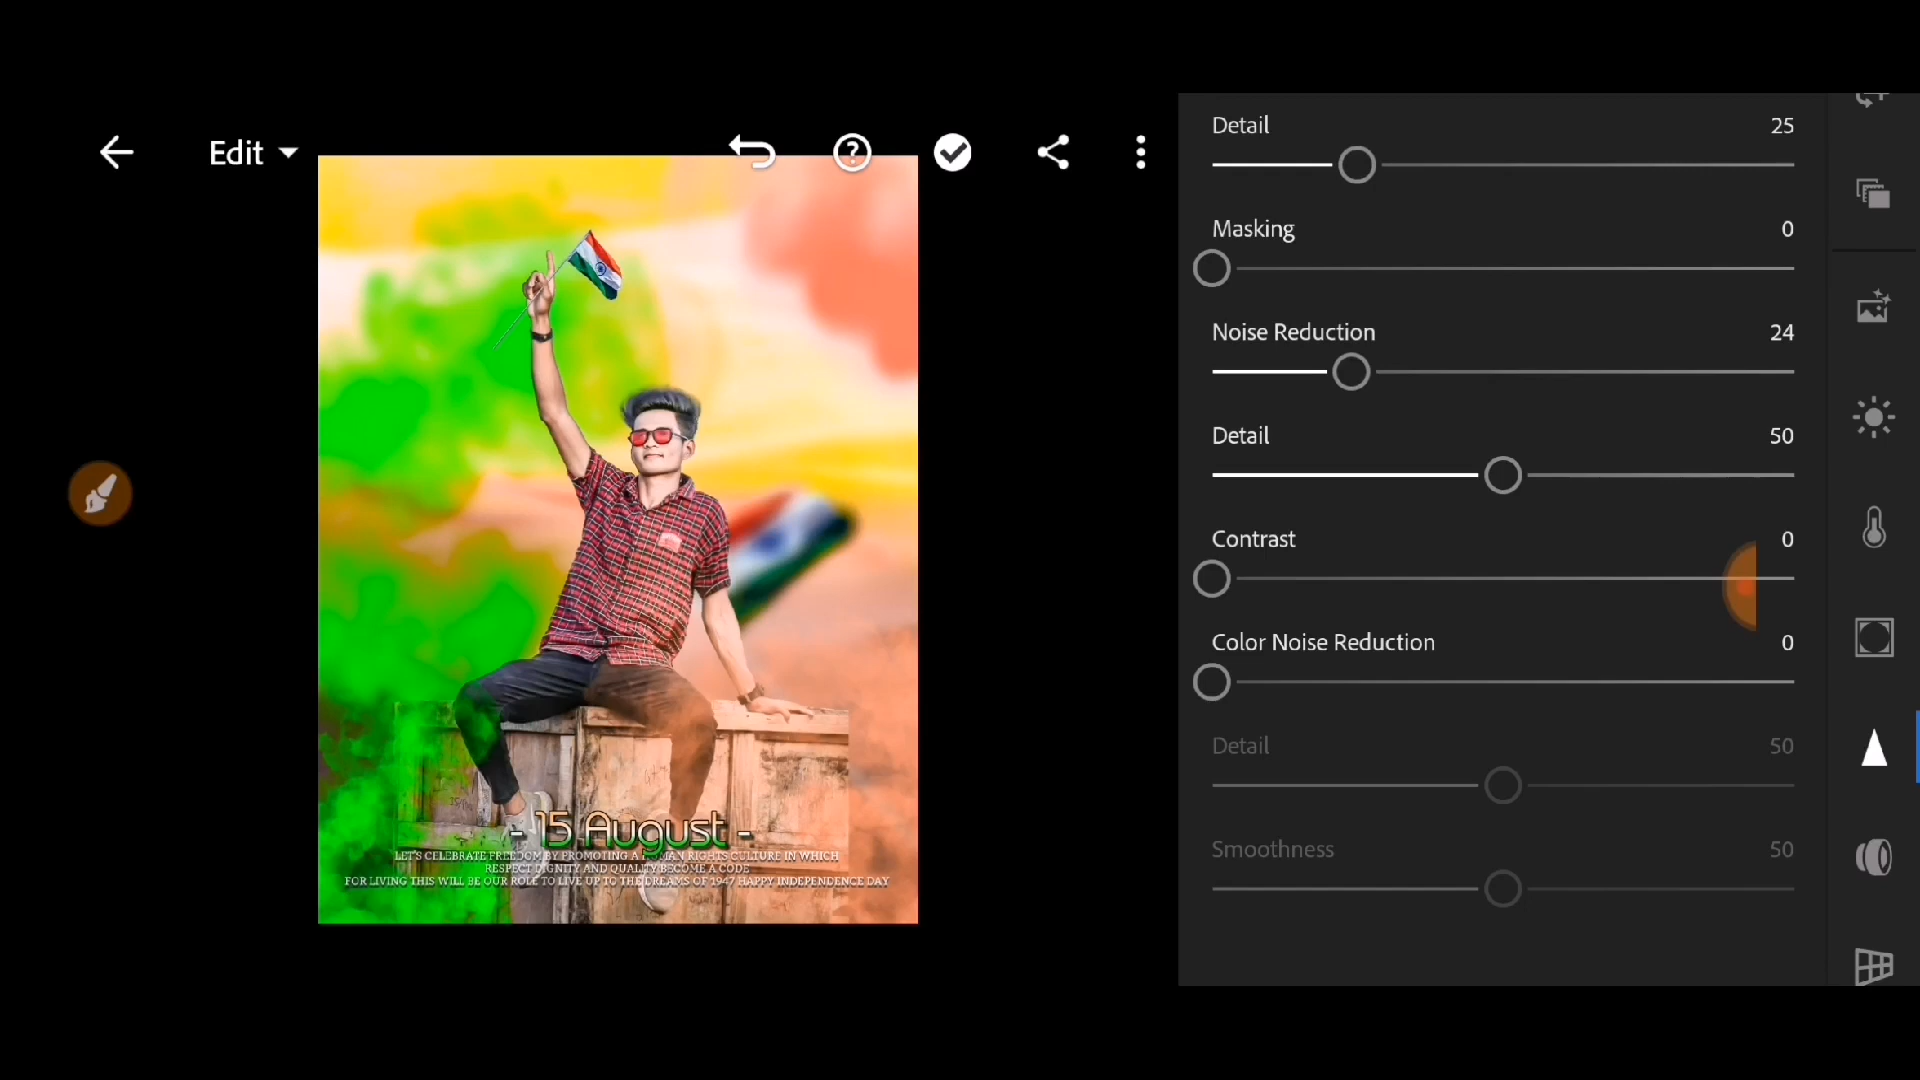 Edit
Detail 25
Masking 0
Noise Reduction 24
Detail 50
Contrast 0
Color Noise Reduction 0
Detail 50
Smoothness 50
- 15 August -
LET'S CELEBRATE FREEDOM BY PROMOTING A HUMAN RIGHTS CULTURE IN WHICH
RESPECT DIGNITY AND QUALITY BECOME A CODE
FOR LIVING THIS WILL BE OUR ROLE TO LIVE UP TO THE DREAMS OF 1947 HAPPY INDEPENDENCE DAY